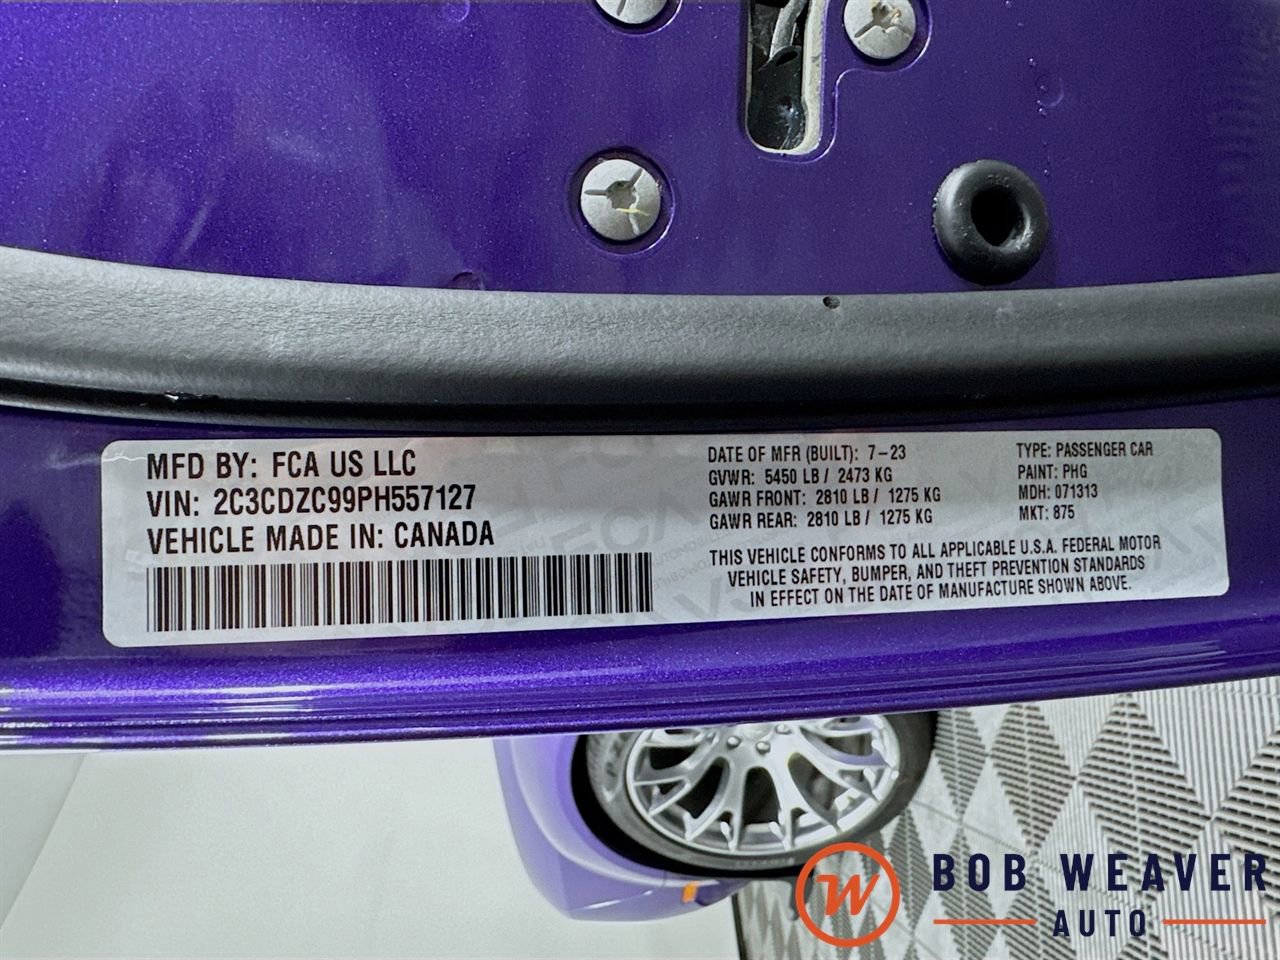 MFD BY: FCA US LLC
VIN: 2C3CDZC99PH557127
VEHICLE MADE IN: CANADA
DATE OF MFR (BUILT): 7-23
GVWR: 5450 LB / 2473 KG
GAWR FRONT: 2810 LB / 1275 KG
GAWR REAR: 2810 LB / 1275 KG
TYPE: PASSENGER CAR
PAINT: PHG
MDH: 071313
MKT: 875
THIS VEHICLE CONFORMS TO ALL APPLICABLE U.S.A. FEDERAL MOTOR
VEHICLE SAFETY, BUMPER, AND THEFT PREVENTION STANDARDS
IN EFFECT ON THE DATE OF MANUFACTURE SHOWN ABOVE.
W
BOB WEAVER
AUTO